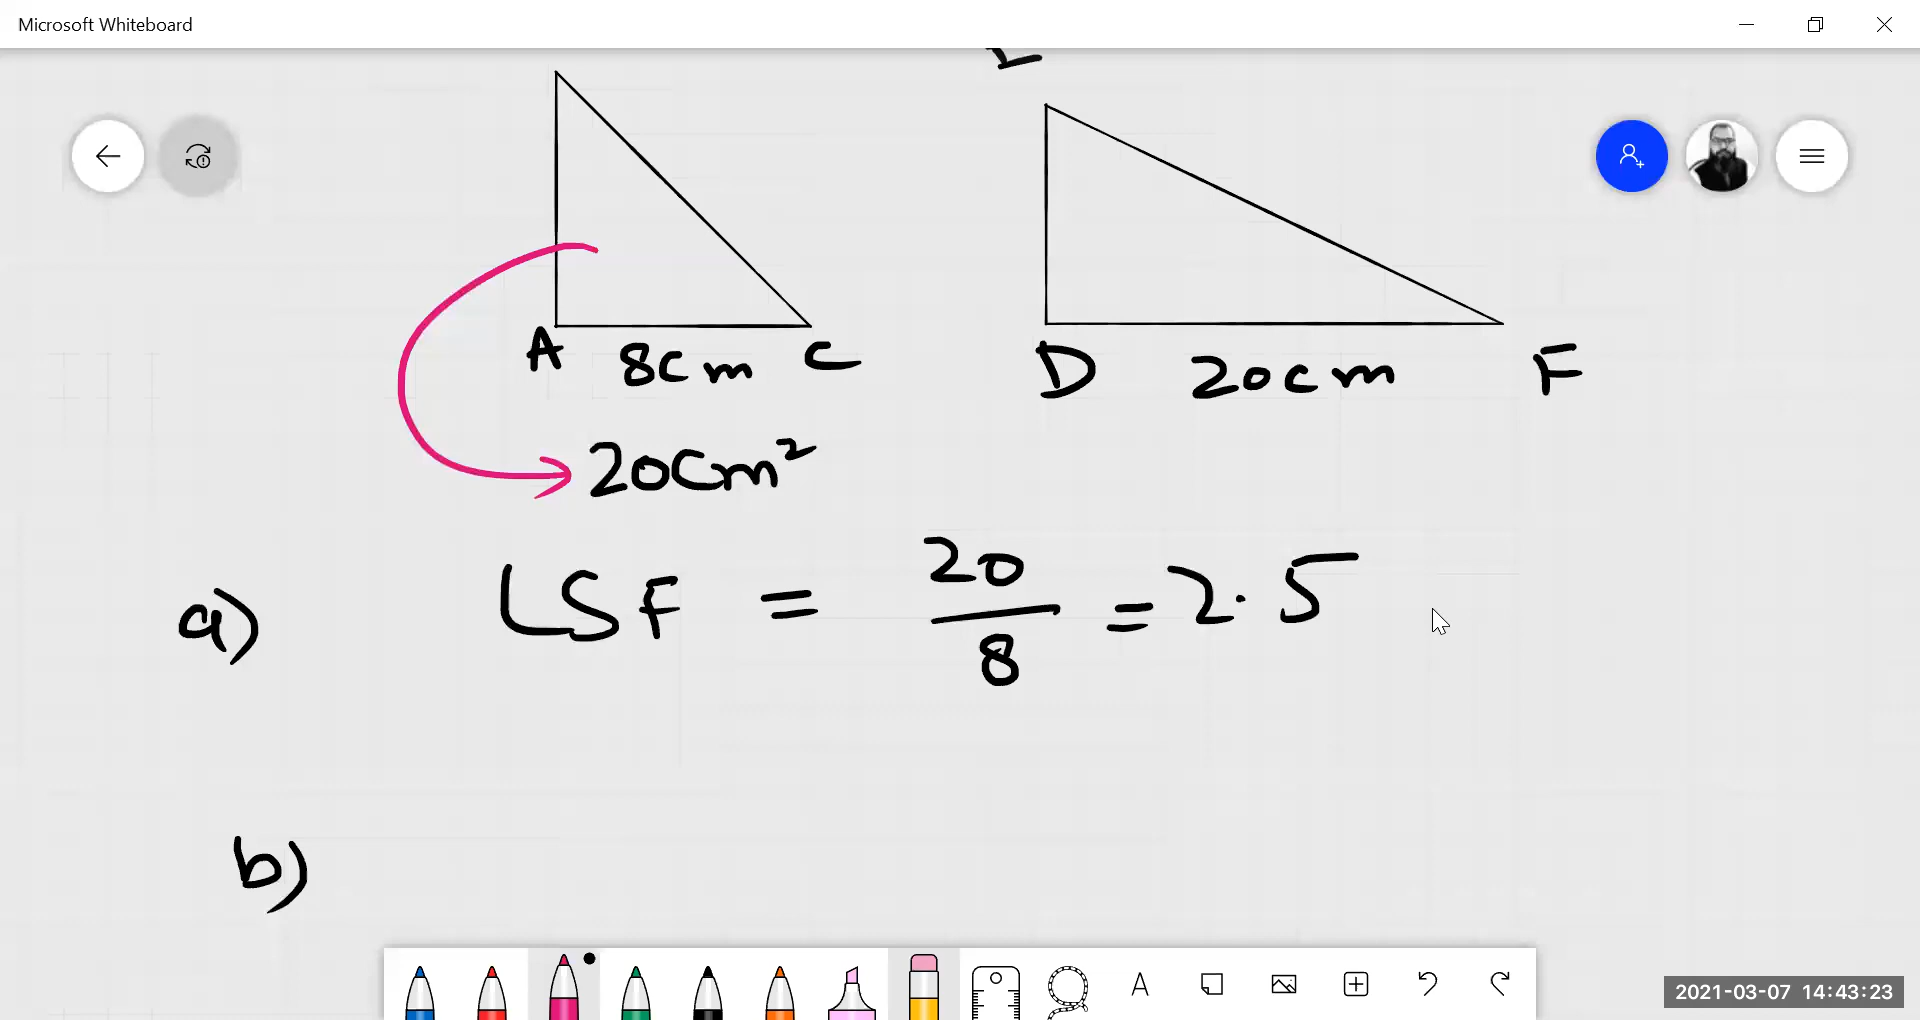 Microsoft Whiteboard
A 8cm C
D 20cm F
20cm²
a) LSF = 20/8 = 2.5
b)
A
2021-03-07 14:43:23